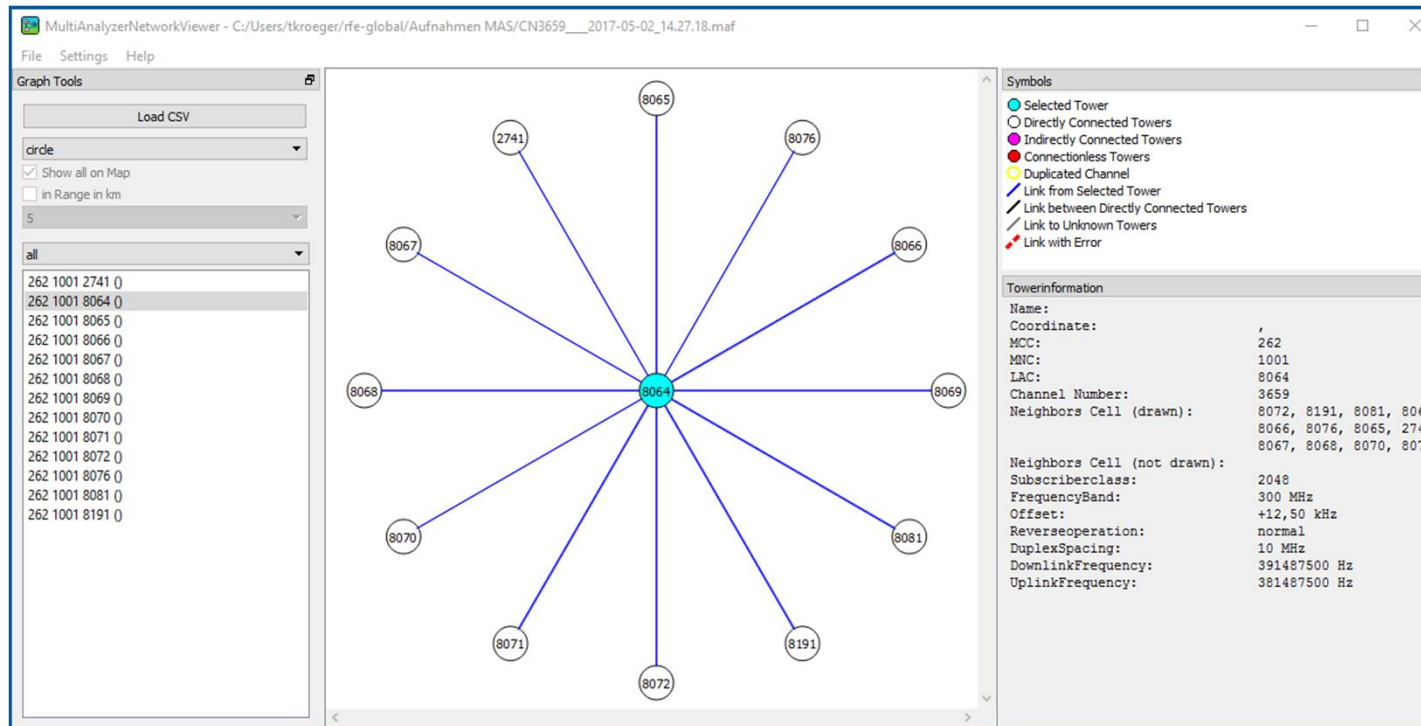 MultiAnalyzerNetworkViewer - C:/Users/tkroeger/rfe-global/Aufnahmen MAS/CN3659___2017-05-02_14.27.18.maf
File Settings Help
Graph Tools
Load CSV
circle
Show all on Map
in Range in km
5
all
262 1001 2741 ()
262 1001 8064 ()
262 1001 8065 ()
262 1001 8066 ()
262 1001 8067 ()
262 1001 8068 ()
262 1001 8069 ()
262 1001 8070 ()
262 1001 8071 ()
262 1001 8072 ()
262 1001 8076 ()
262 1001 8081 ()
262 1001 8191 ()
8065
2741
8076
8067
8066
8068
8064
8069
8070
8081
8071
8191
8072
Symbols
Selected Tower
Directly Connected Towers
Indirectly Connected Towers
Connectionless Towers
Duplicated Channel
Link from Selected Tower
Link between Directly Connected Towers
Link to Unknown Towers
Link with Error
Towerinformation
Name:
Coordinate: ,
MCC: 262
MNC: 1001
LAC: 8064
Channel Number: 3659
Neighbors Cell (drawn): 8072, 8191, 8081,
8066, 8076, 8065,
8067, 8068, 8070,
Neighbors Cell (not drawn):
Subscriberclass: 2048
FrequencyBand: 300 MHz
Offset: +12,50 kHz
Reverseoperation: normal
DuplexSpacing: 10 MHz
DownlinkFrequency: 391487500 Hz
UplinkFrequency: 381487500 Hz